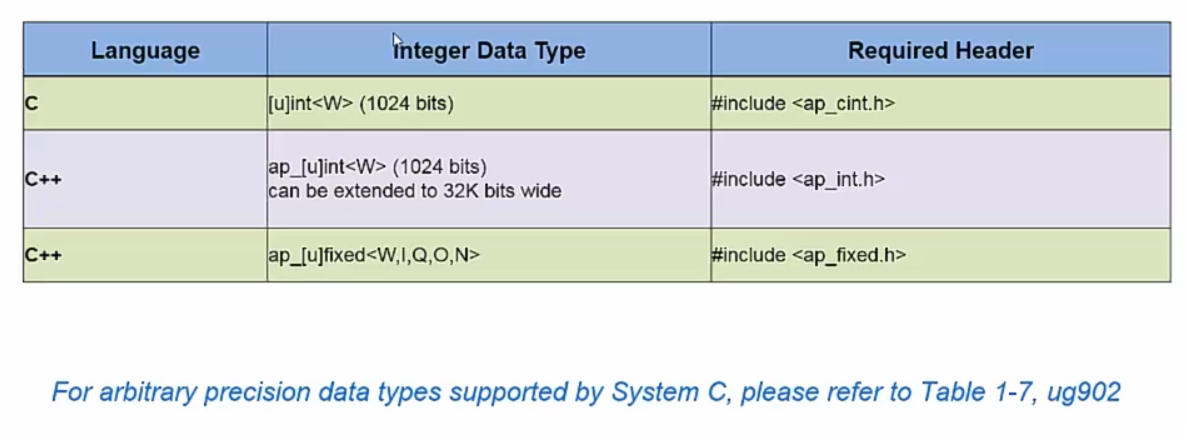 Language
Integer Data Type
Required Header
C
[u]int<W> (1024 bits)
#include <ap_cint.h>
C++
ap_[u]int<W> (1024 bits)
can be extended to 32K bits wide
#include <ap_int.h>
C++
ap_[u]fixed<W,I,Q,O,N>
#include <ap_fixed.h>
For arbitrary precision data types supported by System C, please refer to Table 1-7, ug902